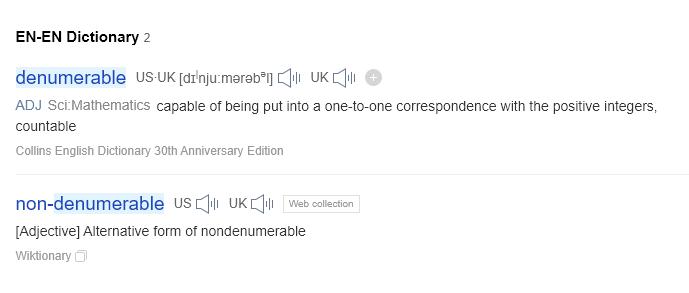 EN-EN Dictionary 2
denumerable US·UK [dɪˈnjuːmərəbᵊl] UK
ADJ Sci:Mathematics capable of being put into a one-to-one correspondence with the positive integers,
countable
Collins English Dictionary 30th Anniversary Edition
non-denumerable US UK Web collection
[Adjective] Alternative form of nondenumerable
Wiktionary